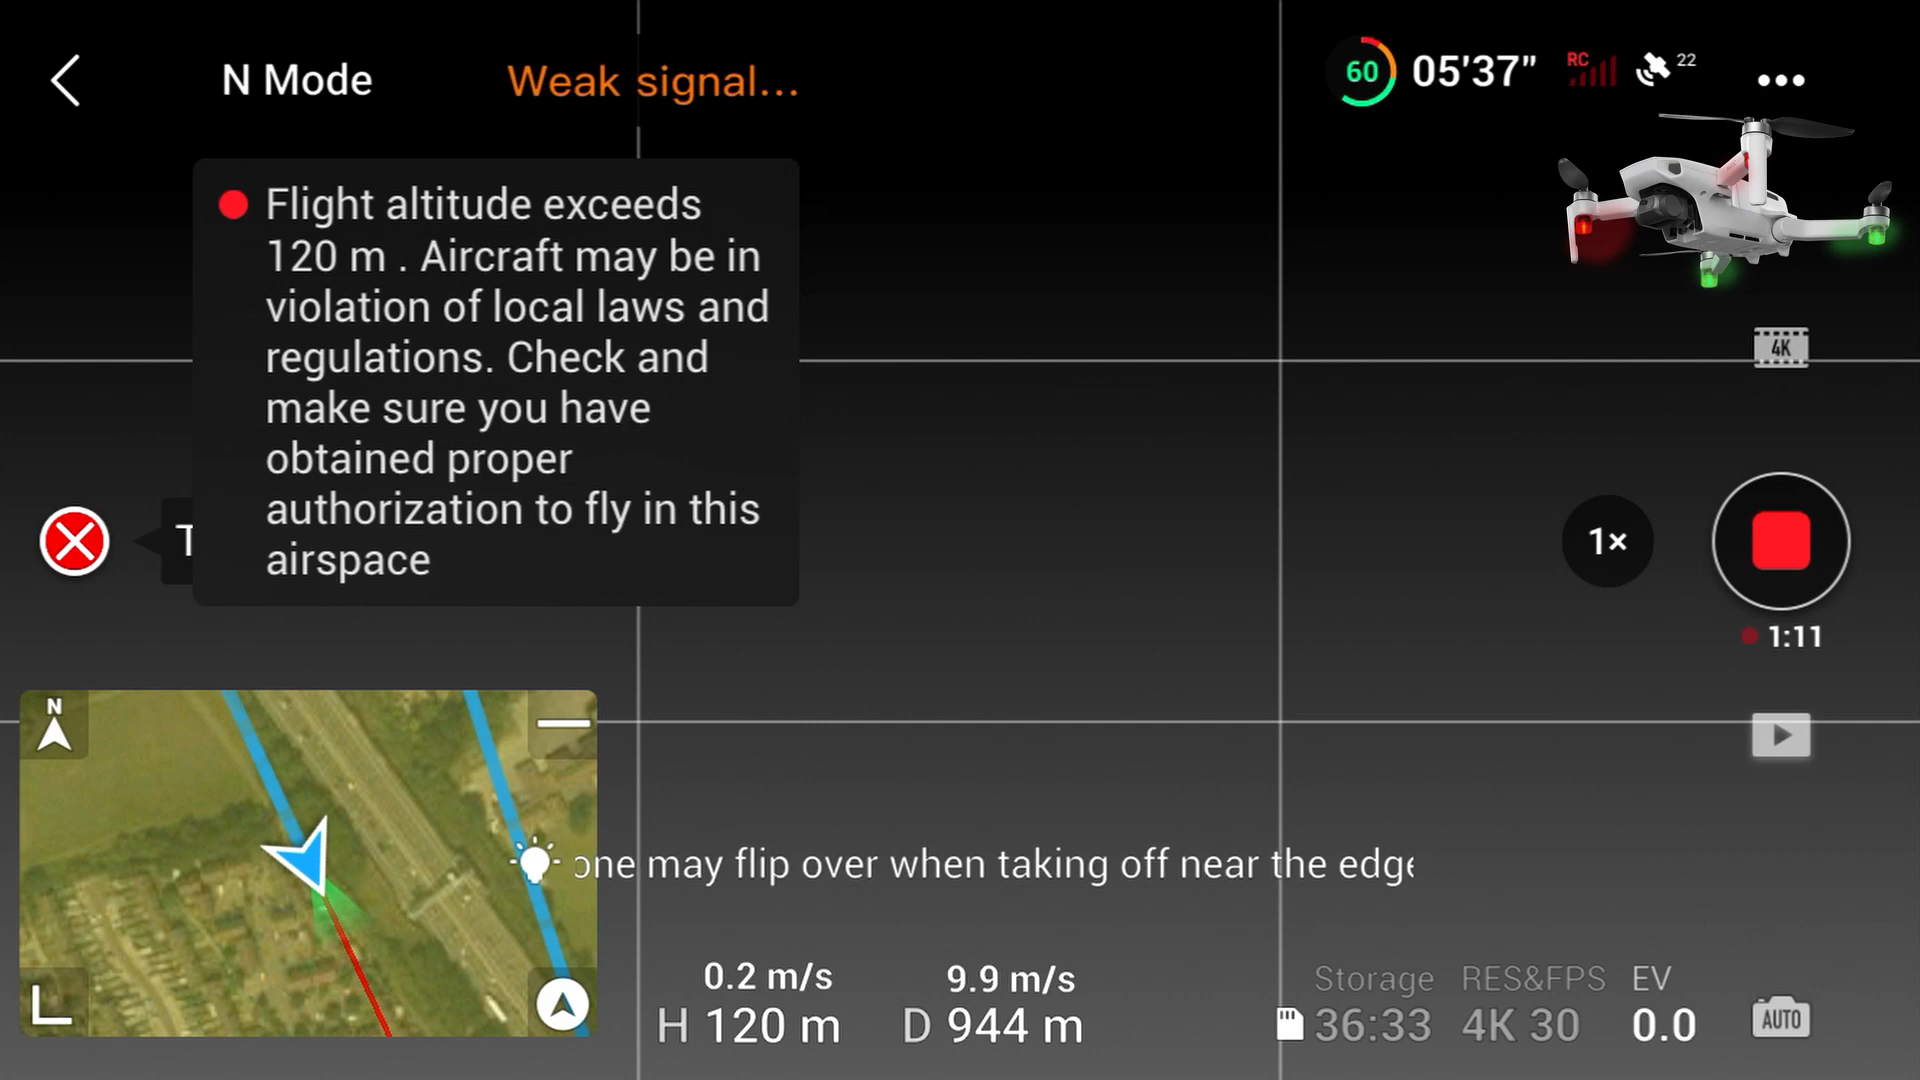 N Mode
Weak signal...
60
05'37"
RC
22
Flight altitude exceeds
120 m . Aircraft may be in
violation of local laws and
regulations. Check and
make sure you have
obtained proper
authorization to fly in this
airspace
T
4K
1×
1:11
N
one may flip over when taking off near the edge
0.2 m/s
9.9 m/s
H 120 m
D 944 m
Storage
RES&FPS
EV
36:33
4K 30
0.0
AUTO